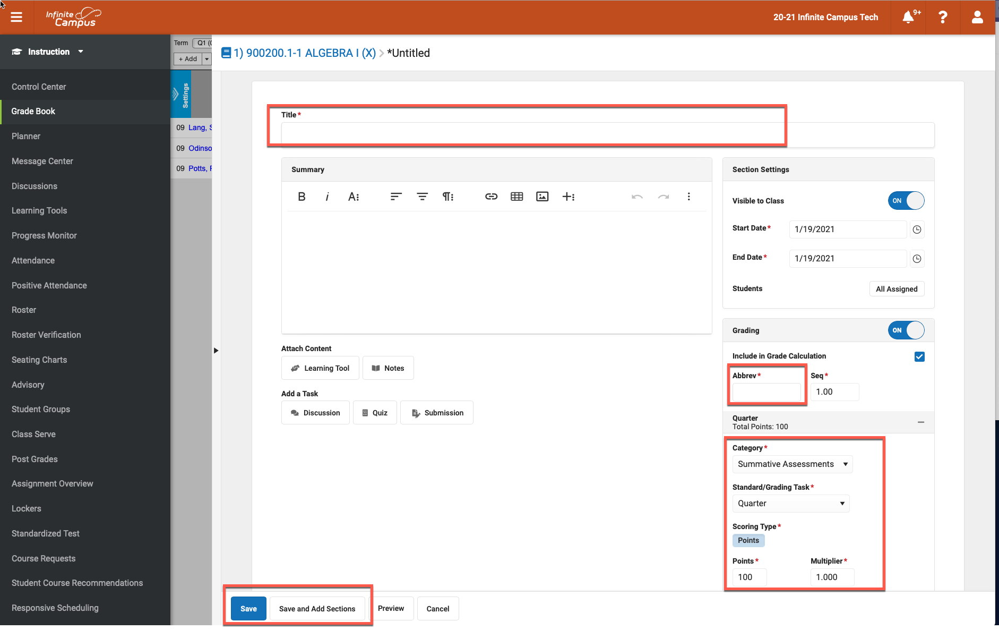 Infinite Campus
20-21 Infinite Campus Tech
9+
?
Instruction
Control Center
Grade Book
Planner
Message Center
Discussions
Learning Tools
Progress Monitor
Attendance
Positive Attendance
Roster
Roster Verification
Seating Charts
Advisory
Student Groups
Class Serve
Post Grades
Assignment Overview
Lockers
Standardized Test
Course Requests
Student Course Recommendations
Responsive Scheduling
Term Q1 (
+ Add
Settings
09 Lang, S
09 Odinso
09 Potts,
1) 900200.1-1 ALGEBRA I (X) > *Untitled
Title*
Summary
B i A
Attach Content
Learning Tool Notes
Add a Task
Discussion Quiz Submission
Section Settings
Visible to Class ON
Start Date* 1/19/2021
End Date* 1/19/2021
Students All Assigned
Grading ON
Include in Grade Calculation
Abbrev* Seq*
1.00
Quarter
Total Points: 100
Category*
Summative Assessments
Standard/Grading Task*
Quarter
Scoring Type*
Points
Points* Multiplier*
100 1.000
Save Save and Add Sections Preview Cancel